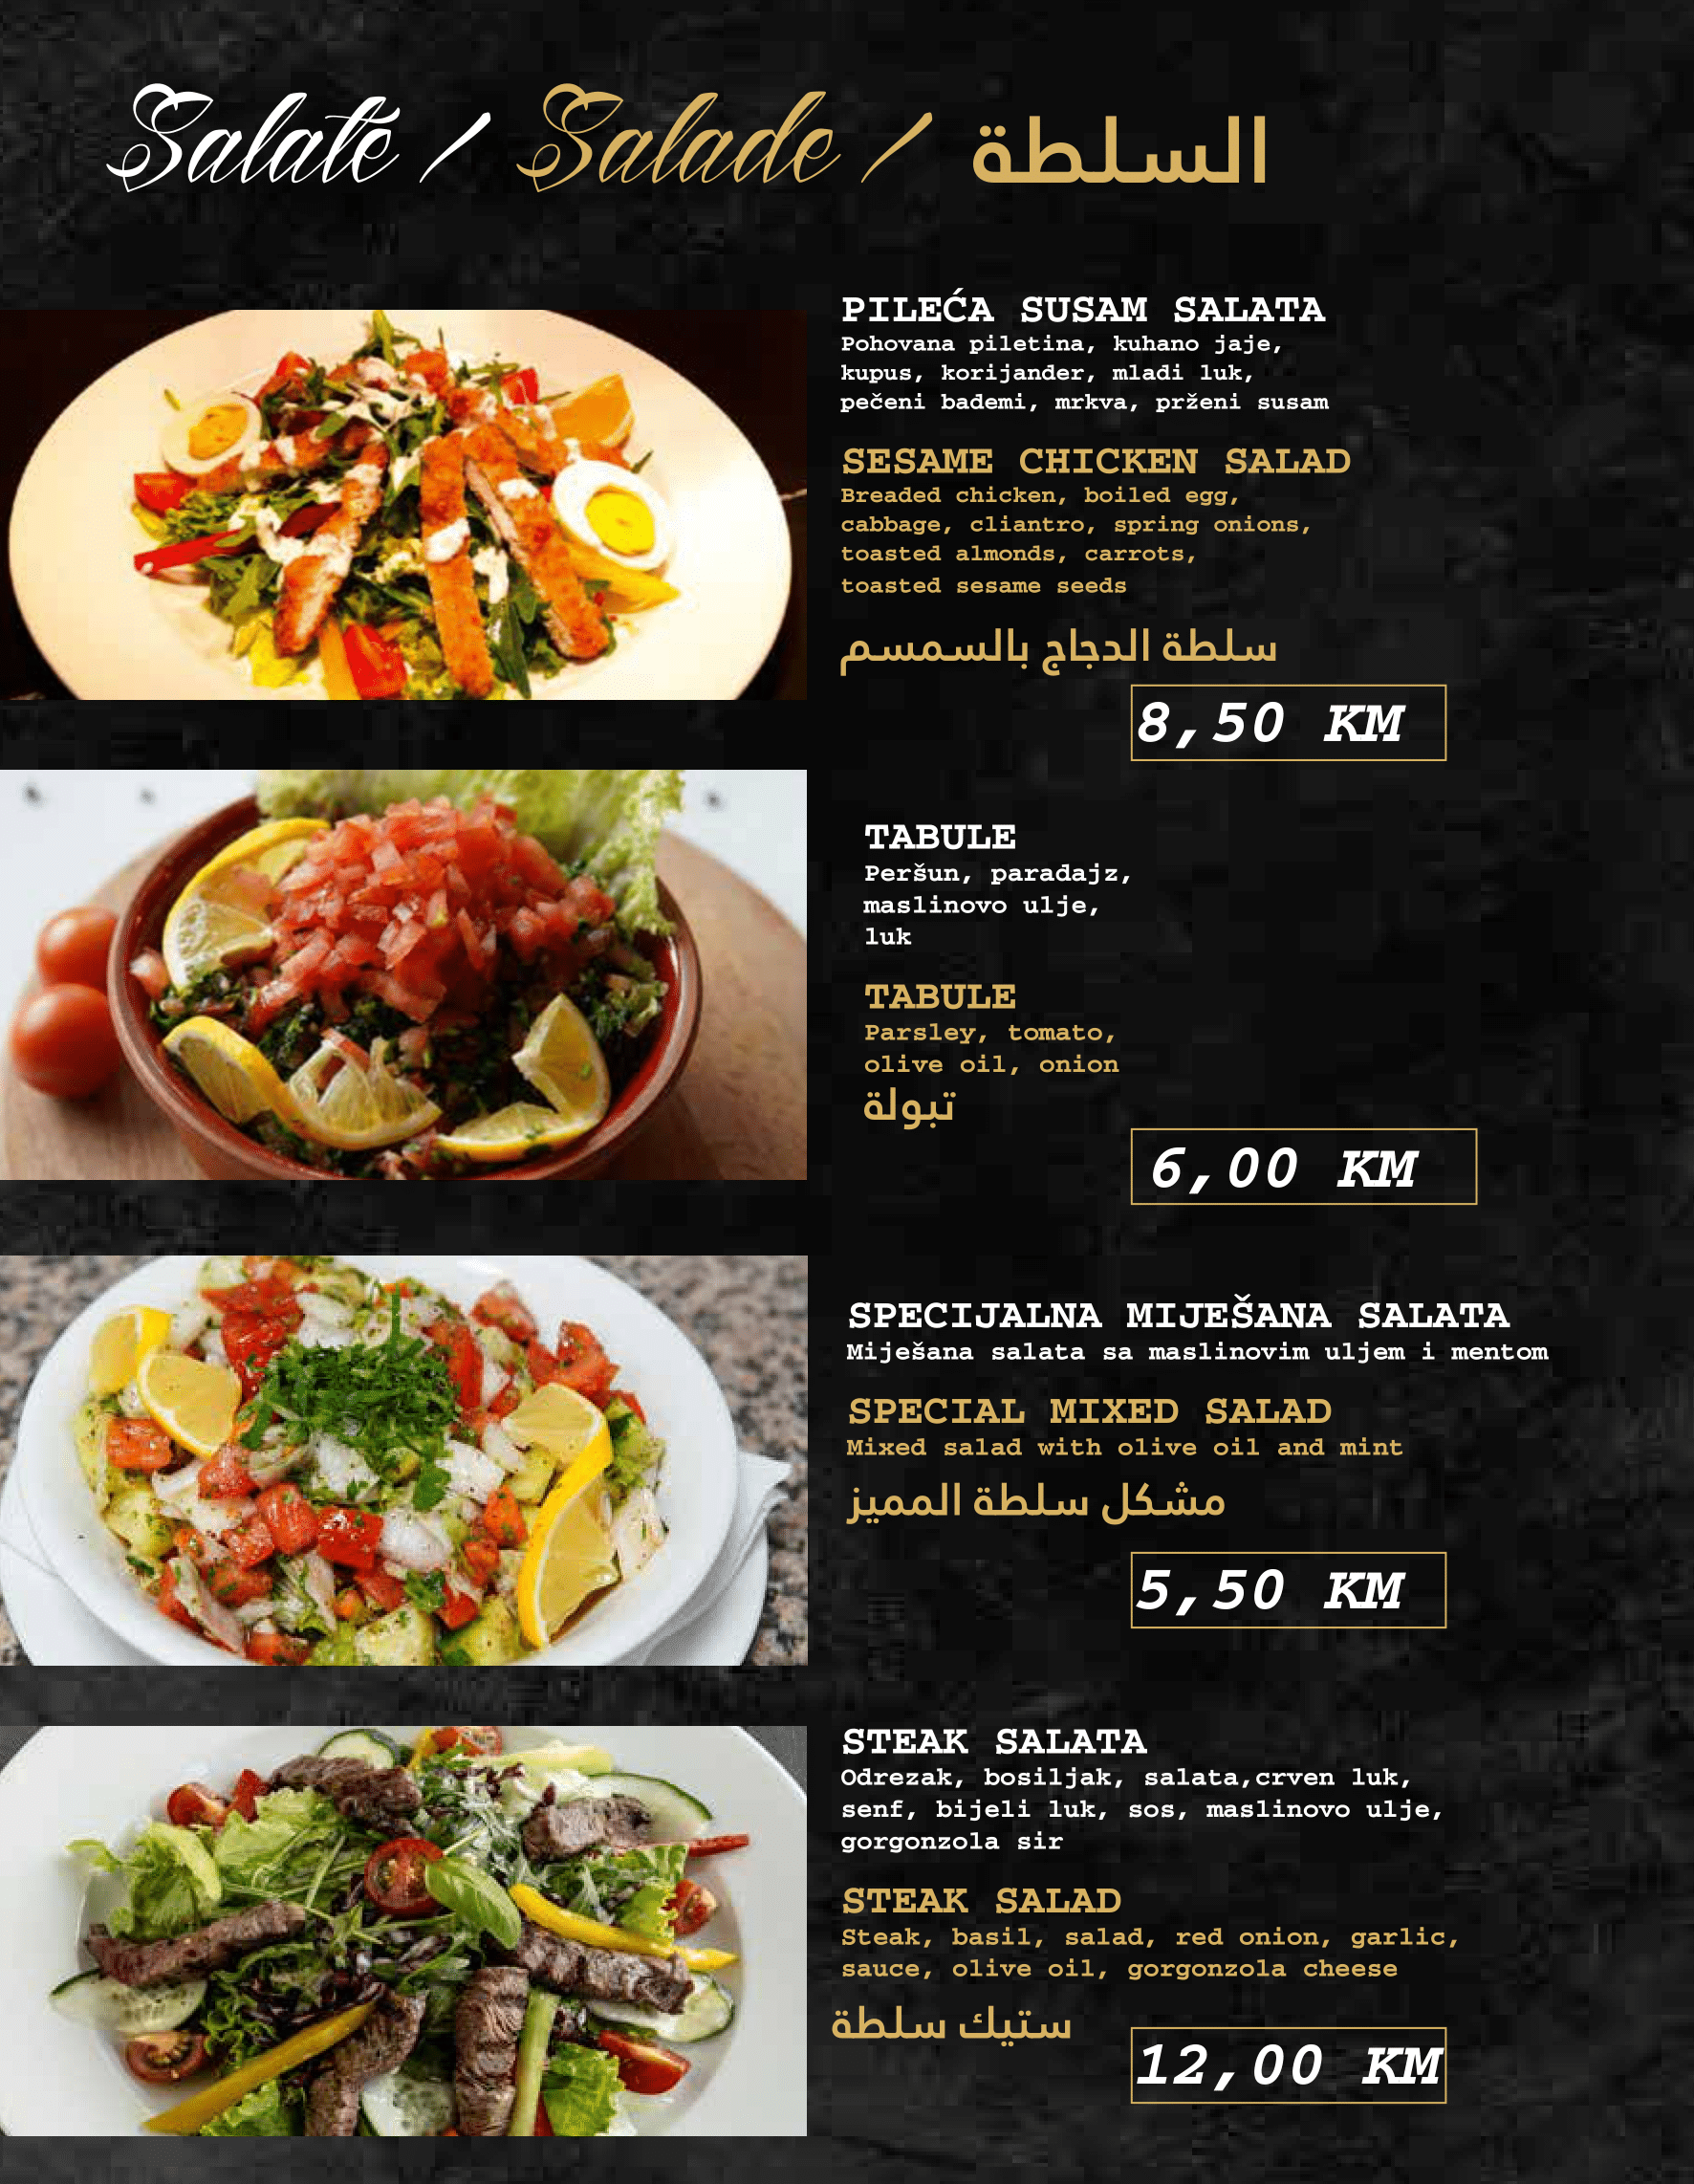 Salate / Salade / السلطة
PILEĆA SUSAM SALATA
Pohovana piletina, kuhano jaje,
kupus, korijander, mladi luk,
pečeni bademi, mrkva, prženi susam
SESAME CHICKEN SALAD
Breaded chicken, boiled egg,
cabbage, cliantro, spring onions,
toasted almonds, carrots,
toasted sesame seeds
سلطة الدجاج بالسمسم
8,50 KM
TABULE
Peršun, paradajz,
maslinovo ulje,
luk
TABULE
Parsley, tomato,
olive oil, onion
تبولة
6,00 KM
SPECIJALNA MIJEŠANA SALATA
Miješana salata sa maslinovim uljem i mentom
SPECIAL MIXED SALAD
Mixed salad with olive oil and mint
مشكل سلطة المميز
5,50 KM
STEAK SALATA
Odrezak, bosiljak, salata,crven luk,
senf, bijeli luk, sos, maslinovo ulje,
gorgonzola sir
STEAK SALAD
Steak, basil, salad, red onion, garlic,
sauce, olive oil, gorgonzola cheese
ستيك سلطة
12,00 KM